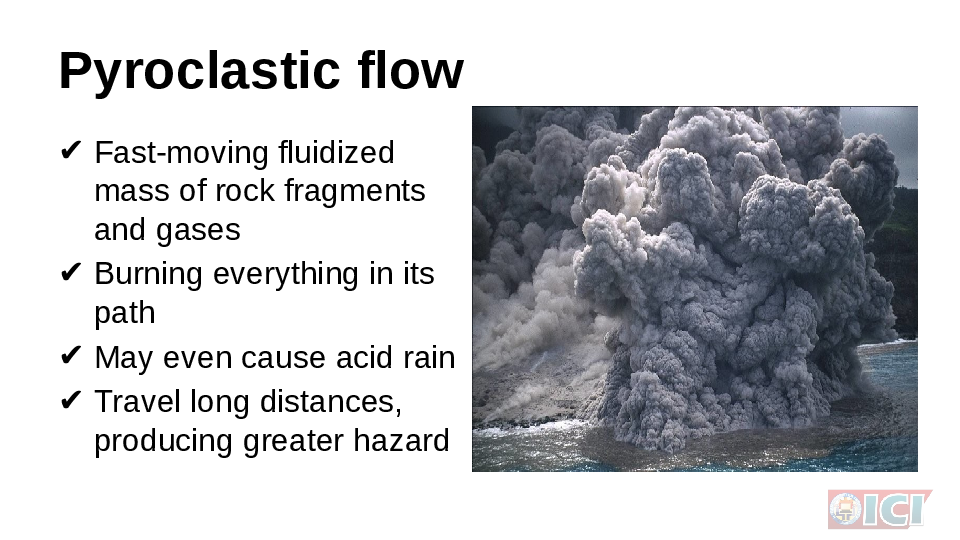 Pyroclastic flow
✔ Fast-moving fluidized
mass of rock fragments
and gases
✔ Burning everything in its
path
✔ May even cause acid rain
✔ Travel long distances,
producing greater hazard
ICI